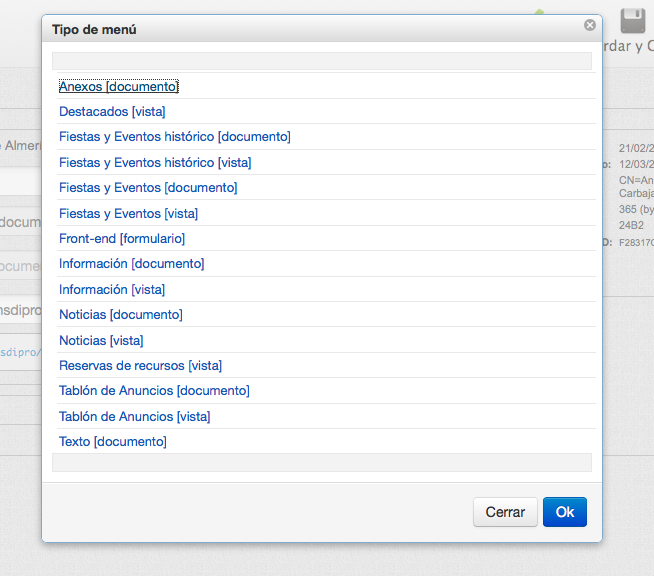 Tipo de menú
Anexos [documento]
Destacados [vista]
Fiestas y Eventos histórico [documento]
Fiestas y Eventos histórico [vista]
Fiestas y Eventos [documento]
Fiestas y Eventos [vista]
Front-end [formulario]
Información [documento]
Información [vista]
Noticias [documento]
Noticias [vista]
Reservas de recursos [vista]
Tablón de Anuncios [documento]
Tablón de Anuncios [vista]
Texto [documento]
Cerrar
Ok
rdar y C
e Almerí
docum
ocume
nsdipro
sdipro/
21/02/2
o: 12/03/2
CN=An
Carbaja
365 (by
24B2
D: F28317C